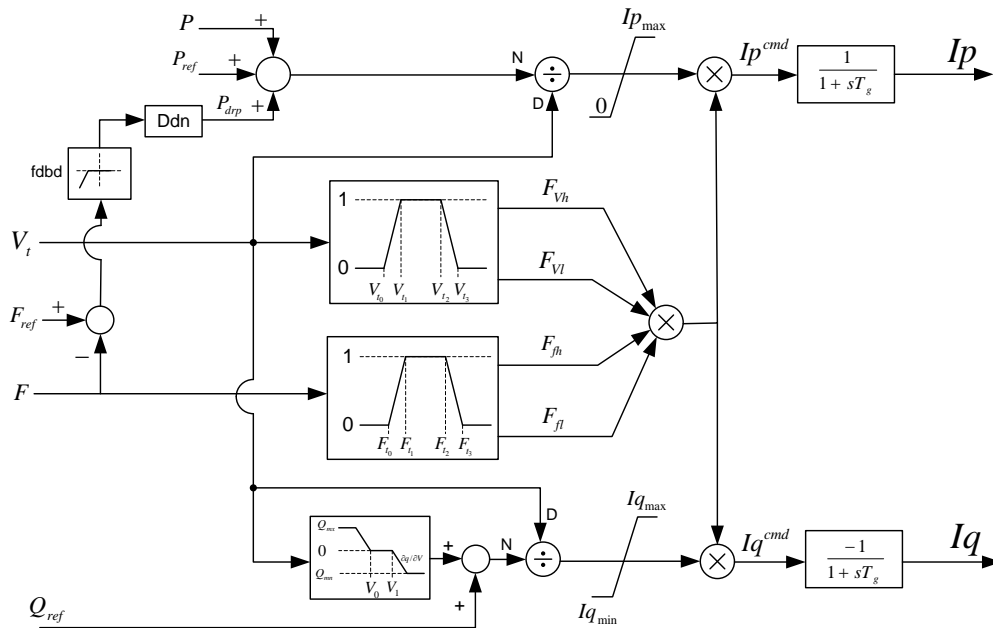 P
+
P_ref
+
P_drp
+
Ddn
fdbd
N
÷
D
Ip_max
0
×
Ip^cmd
1
1 + sT_g
Ip
V_t
1
0
V_t0 V_t1 V_t2 V_t3
F_Vh
F_Vl
F_ref
+
−
F
1
0
F_t0 F_t1 F_t2 F_t3
F_fh
F_fl
×
Q_mx
0
Q_mn
∂q/∂V
V_0 V_1
+
+
N
D
÷
Iq_max
Iq_min
×
Iq^cmd
−1
1 + sT_g
Iq
Q_ref